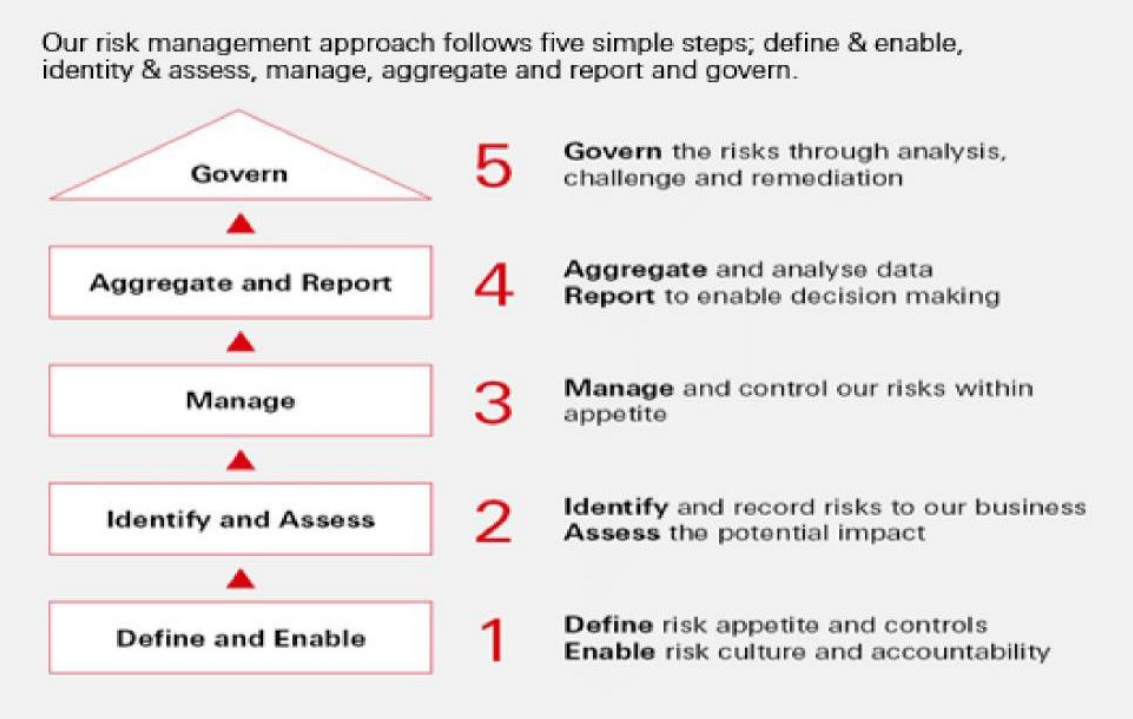 Our risk management approach follows five simple steps; define & enable,
identity & assess, manage, aggregate and report and govern.
Govern
5
Govern the risks through analysis,
challenge and remediation
Aggregate and Report
4
Aggregate and analyse data
Report to enable decision making
Manage
3
Manage and control our risks within
appetite
Identify and Assess
2
Identify and record risks to our business
Assess the potential impact
Define and Enable
1
Define risk appetite and controls
Enable risk culture and accountability